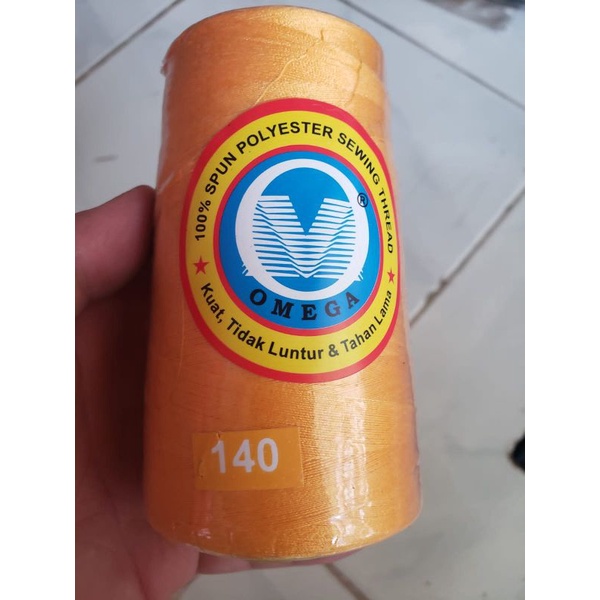 100% SPUN POLYESTER SEWING THREAD
®
OMEGA
Kuat, Tidak Luntur & Tahan Lama
140